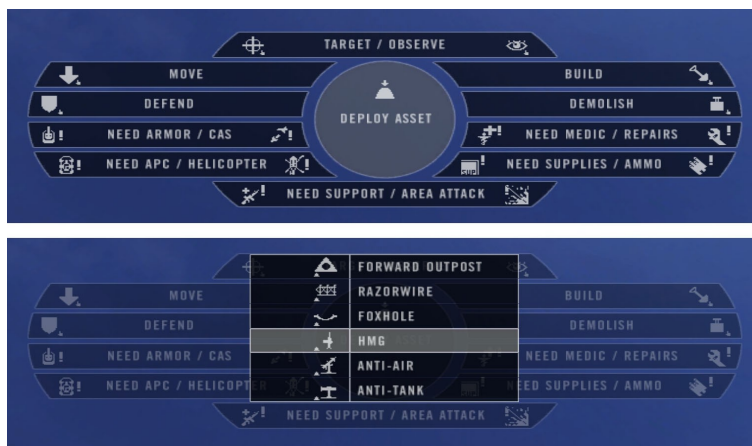 TARGET / OBSERVE
MOVE
BUILD
DEFEND
DEMOLISH
DEPLOY ASSET
NEED ARMOR / CAS
NEED MEDIC / REPAIRS
NEED APC / HELICOPTER
NEED SUPPLIES / AMMO
NEED SUPPORT / AREA ATTACK
FORWARD OUTPOST
MOVE
RAZORWIRE
BUILD
DEFEND
FOXHOLE
DEMOLISH
HMG
NEED ARMOR / CAS
ANTI-AIR
NEED MEDIC / REPAIRS
NEED APC / HELICOPTER
ANTI-TANK
NEED SUPPLIES / AMMO
NEED SUPPORT / AREA ATTACK